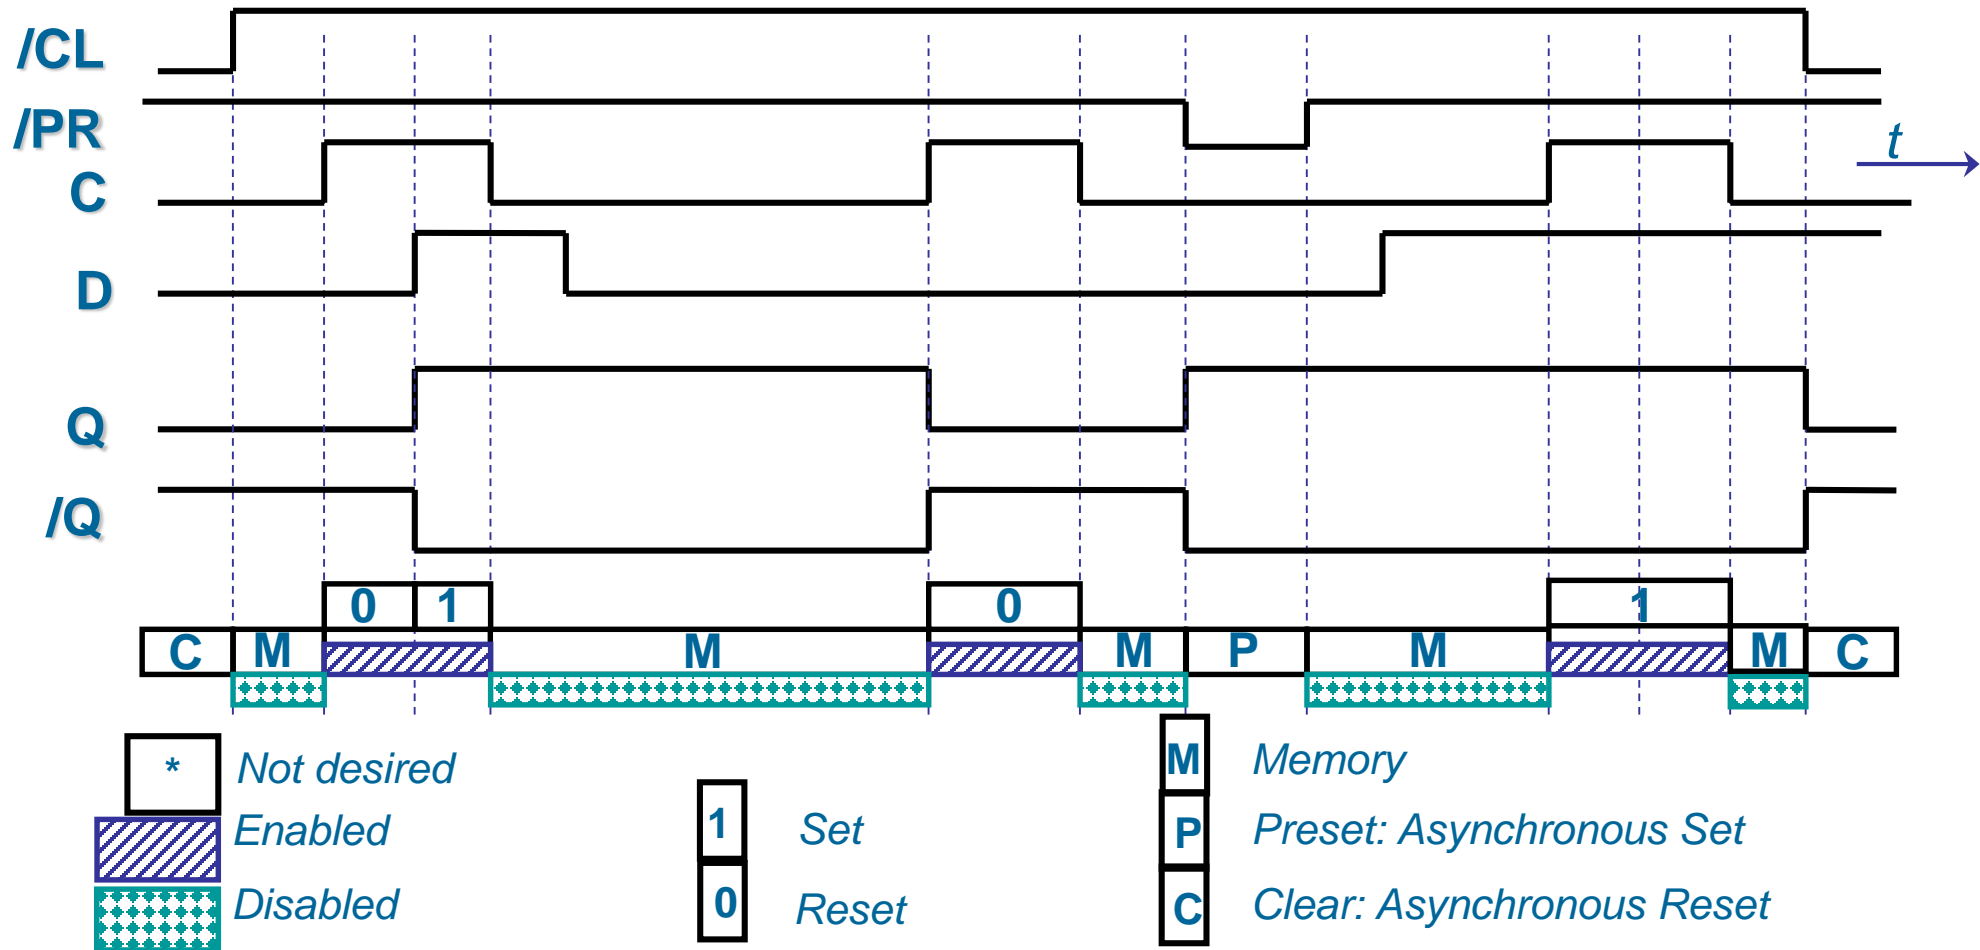 /CL
/PR
t
C
D
Q
/Q
0 1 0 1
C M M M P M M C
* Not desired
Enabled
Disabled
1 Set
0 Reset
M Memory
P Preset: Asynchronous Set
C Clear: Asynchronous Reset